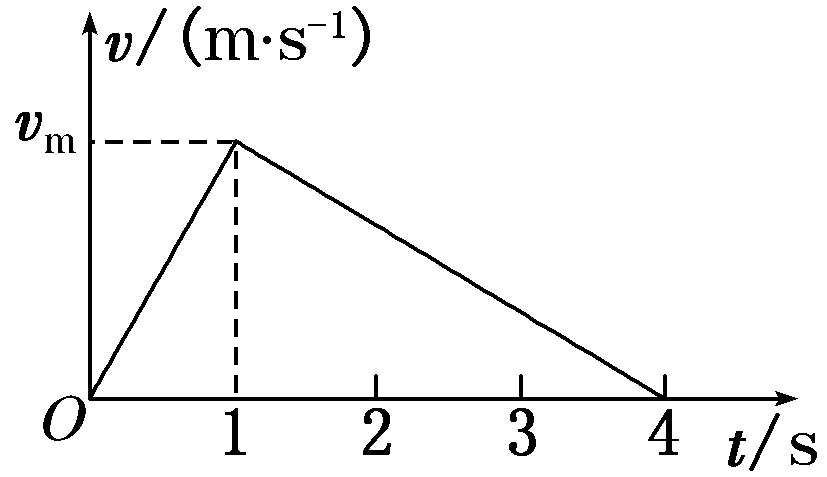 v/(m·s⁻¹)
vₘ
O 1 2 3 4 t/s